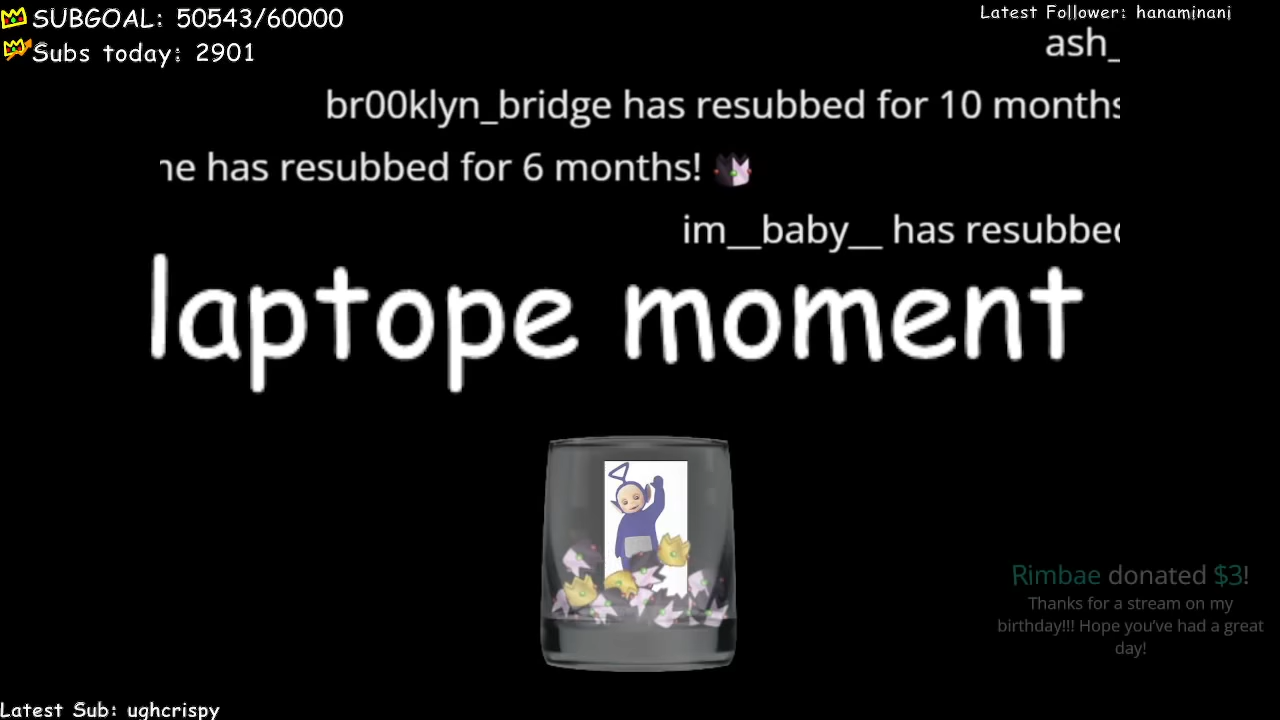 SUBGOAL: 50543/60000
Latest Follower: hanaminani
Subs today: 2901
ash_
br00klyn_bridge has resubbed for 10 months
ne has resubbed for 6 months!
im__baby__ has resubbed
laptope moment
Rimbae donated $3!
Thanks for a stream on my
birthday!!! Hope you’ve had a great
day!
Latest Sub: ughcrispy